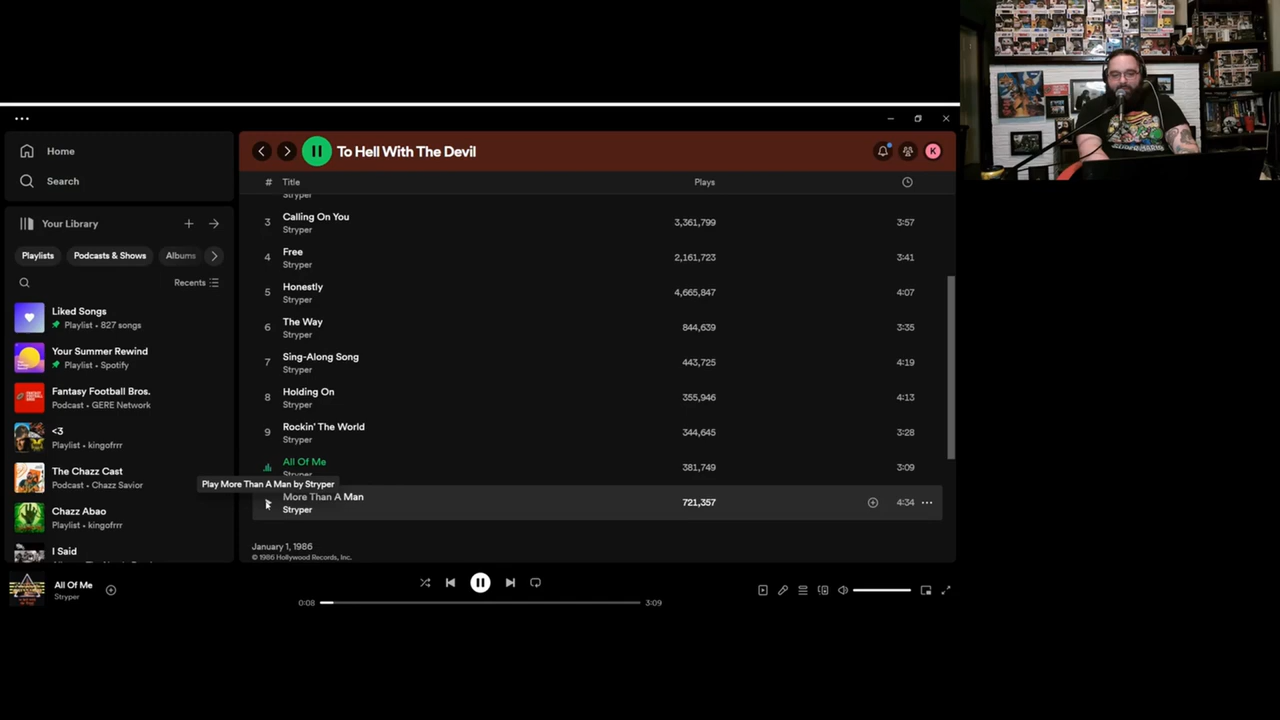 Home
Search
Your Library
Playlists
Podcasts & Shows
Albums
Recents
Liked Songs
Playlist • 827 songs
Your Summer Rewind
Playlist • Spotify
Fantasy Football Bros.
Podcast • GERE Network
<3
Playlist • kingofrrr
The Chazz Cast
Podcast • Chazz Savior
Chazz Abao
Playlist • kingofrrr
I Said
To Hell With The Devil
K
# Title Plays
Stryper
3 Calling On You 3,361,799 3:57
Stryper
4 Free 2,161,723 3:41
Stryper
5 Honestly 4,665,847 4:07
Stryper
6 The Way 844,639 3:35
Stryper
7 Sing-Along Song 443,725 4:19
Stryper
8 Holding On 355,946 4:13
Stryper
9 Rockin' The World 344,645 3:28
Stryper
All Of Me 381,749 3:09
Stryper
Play More Than A Man by Stryper
More Than A Man 721,357 4:34
Stryper
January 1, 1986
© 1986 Hollywood Records, Inc.
All Of Me
Stryper
0:08 3:09